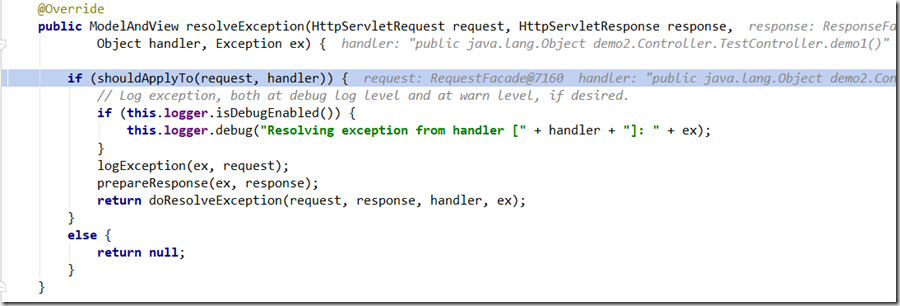 @Override
public ModelAndView resolveException(HttpServletRequest request, HttpServletResponse response,  response: ResponseFa
        Object handler, Exception ex) {  handler: "public java.lang.Object demo2.Controller.TestController.demo1()"
    if (shouldApplyTo(request, handler)) {  request: RequestFacade@7160  handler: "public java.lang.Object demo2.Con
        // Log exception, both at debug log level and at warn level, if desired.
        if (this.logger.isDebugEnabled()) {
            this.logger.debug("Resolving exception from handler [" + handler + "]: " + ex);
        }
        logException(ex, request);
        prepareResponse(ex, response);
        return doResolveException(request, response, handler, ex);
    }
    else {
        return null;
    }
}